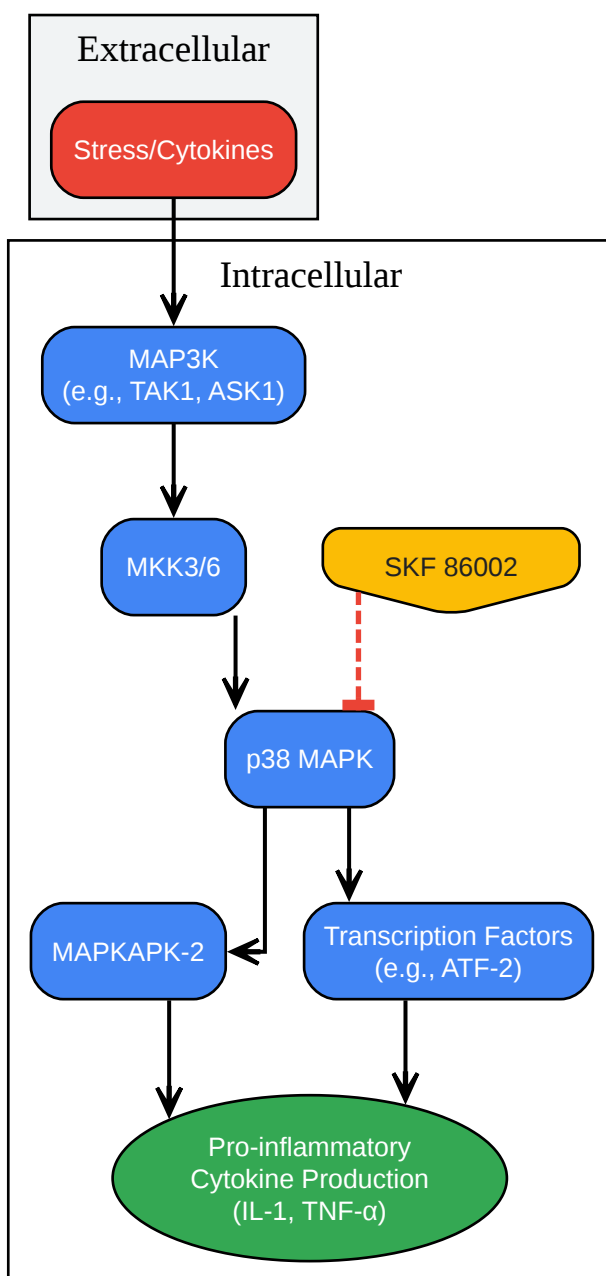 Extracellular
Stress/Cytokines
Intracellular
MAP3K
(e.g., TAK1, ASK1)
MKK3/6
SKF 86002
p38 MAPK
MAPKAPK-2
Transcription Factors
(e.g., ATF-2)
Pro-inflammatory
Cytokine Production
(IL-1, TNF-α)